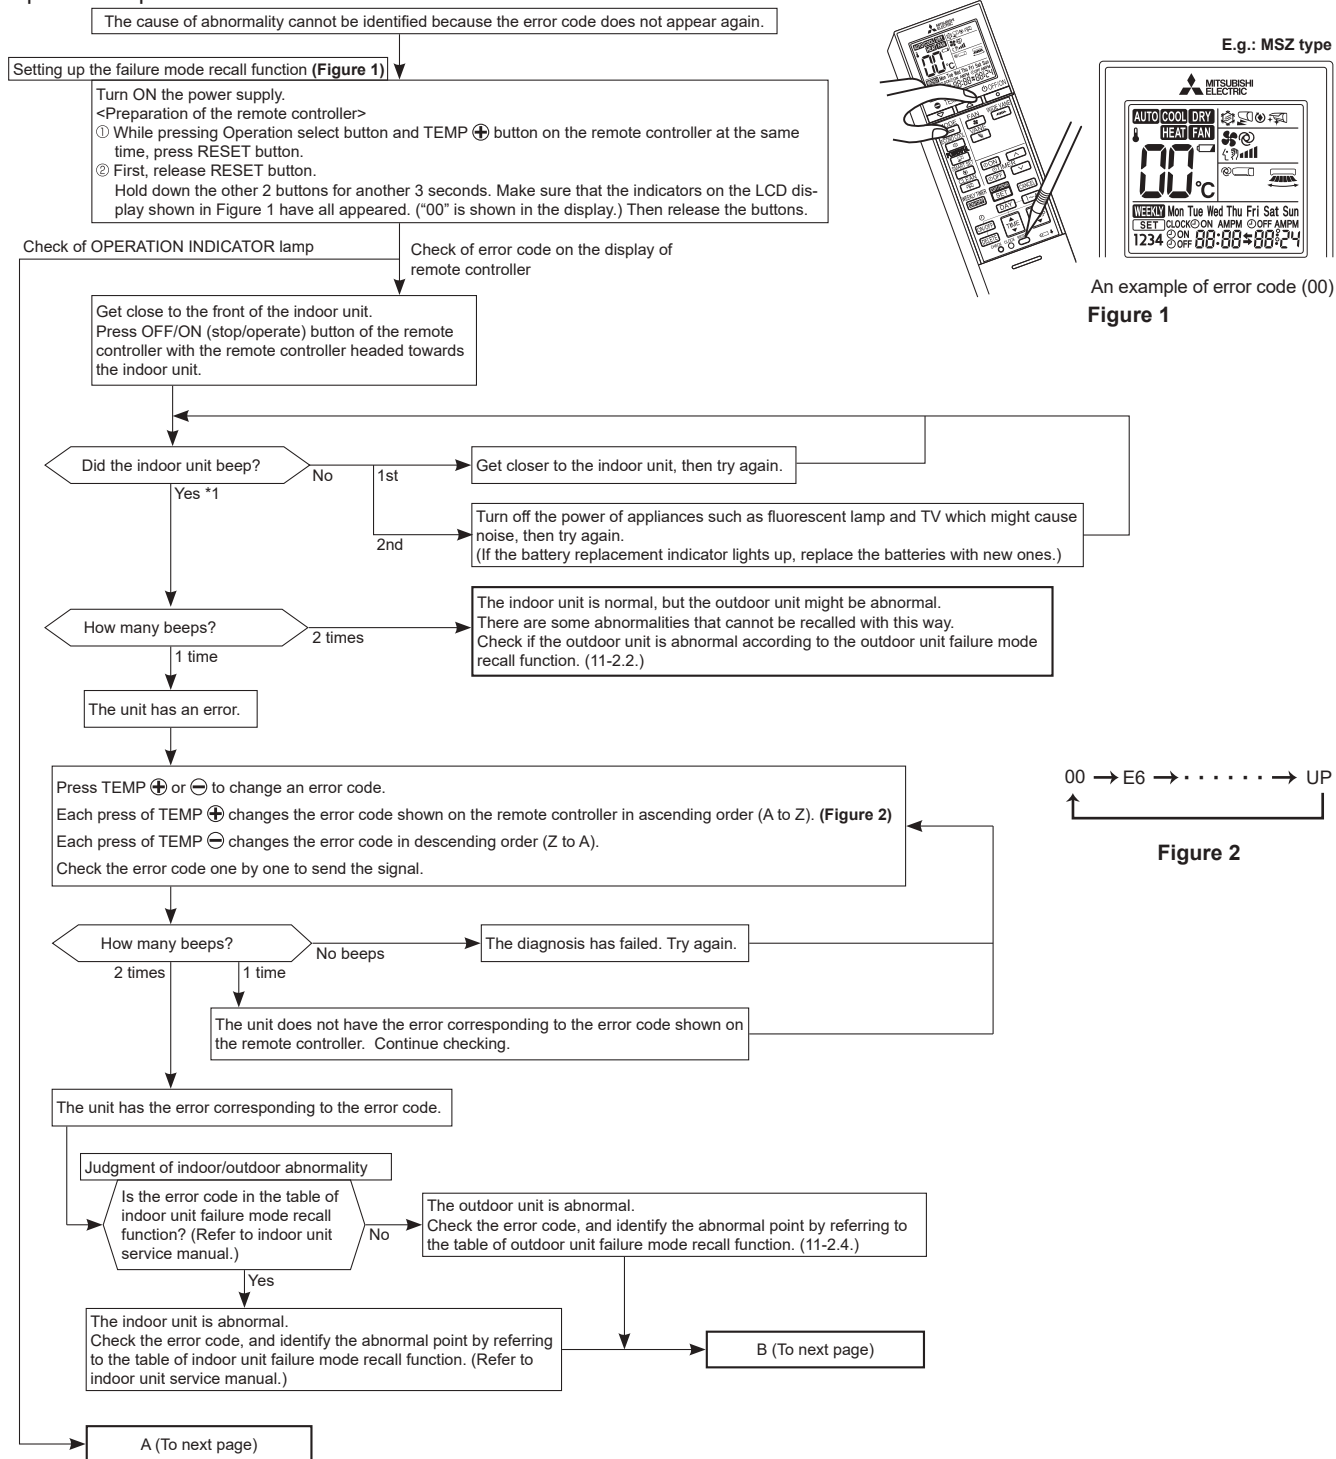 The cause of abnormality cannot be identified because the error code does not appear again.
Setting up the failure mode recall function (Figure 1)
Turn ON the power supply.
<Preparation of the remote controller>
① While pressing Operation select button and TEMP ⊕ button on the remote controller at the same
time, press RESET button.
② First, release RESET button.
Hold down the other 2 buttons for another 3 seconds. Make sure that the indicators on the LCD dis-
play shown in Figure 1 have all appeared. (“00” is shown in the display.) Then release the buttons.
E.g.: MSZ type
MITSUBISHI
ELECTRIC
AUTO COOL DRY
HEAT FAN
00°C
WEEKLY Mon Tue Wed Thu Fri Sat Sun
SET CLOCK ON AMPM OFF AMPM
1234 ON OFF 88:88 88:24
An example of error code (00)
Figure 1
Check of OPERATION INDICATOR lamp
Check of error code on the display of
remote controller
Get close to the front of the indoor unit.
Press OFF/ON (stop/operate) button of the remote
controller with the remote controller headed towards
the indoor unit.
Did the indoor unit beep?
No
1st
Get closer to the indoor unit, then try again.
Yes *1
2nd
Turn off the power of appliances such as fluorescent lamp and TV which might cause
noise, then try again.
(If the battery replacement indicator lights up, replace the batteries with new ones.)
How many beeps?
2 times
The indoor unit is normal, but the outdoor unit might be abnormal.
There are some abnormalities that cannot be recalled with this way.
Check if the outdoor unit is abnormal according to the outdoor unit failure mode
recall function. (11-2.2.)
1 time
The unit has an error.
Press TEMP ⊕ or ⊖ to change an error code.
Each press of TEMP ⊕ changes the error code shown on the remote controller in ascending order (A to Z). (Figure 2)
Each press of TEMP ⊖ changes the error code in descending order (Z to A).
Check the error code one by one to send the signal.
00 → E6 → · · · · · · → UP
Figure 2
How many beeps?
No beeps
The diagnosis has failed. Try again.
2 times
1 time
The unit does not have the error corresponding to the error code shown on
the remote controller. Continue checking.
The unit has the error corresponding to the error code.
Judgment of indoor/outdoor abnormality
Is the error code in the table of
indoor unit failure mode recall
function? (Refer to indoor unit
service manual.)
No
The outdoor unit is abnormal.
Check the error code, and identify the abnormal point by referring to
the table of outdoor unit failure mode recall function. (11-2.4.)
Yes
The indoor unit is abnormal.
Check the error code, and identify the abnormal point by referring
to the table of indoor unit failure mode recall function. (Refer to
indoor unit service manual.)
B (To next page)
A (To next page)